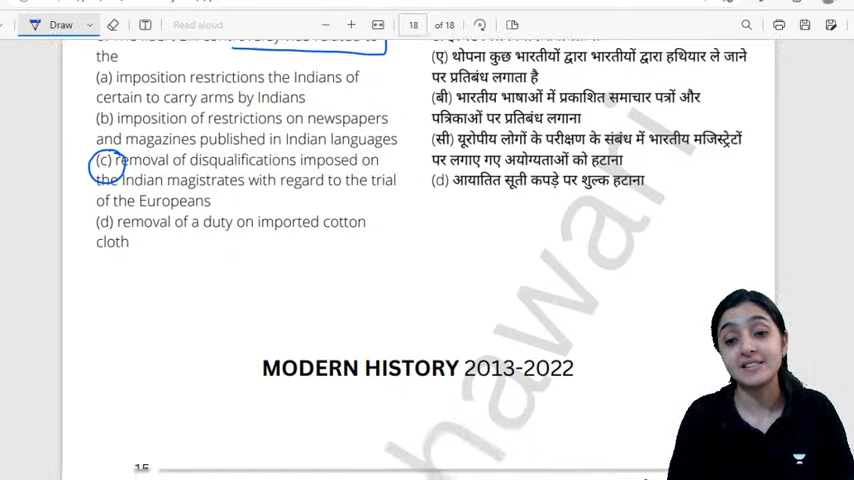 Draw
Read aloud
18
of 18
the
(a) imposition restrictions the Indians of
certain to carry arms by Indians
(b) imposition of restrictions on newspapers
and magazines published in Indian languages
(c) removal of disqualifications imposed on
the Indian magistrates with regard to the trial
of the Europeans
(d) removal of a duty on imported cotton
cloth
(ए) थोपना कुछ भारतीयों द्वारा भारतीयों द्वारा हथियार ले जाने
पर प्रतिबंध लगाता है
(बी) भारतीय भाषाओं में प्रकाशित समाचार पत्रों और
पत्रिकाओं पर प्रतिबंध लगाना
(सी) यूरोपीय लोगों के परीक्षण के संबंध में भारतीय मजिस्ट्रेटों
पर लगाए गए अयोग्यताओं को हटाना
(d) आयातित सूती कपड़े पर शुल्क हटाना
hawari
MODERN HISTORY 2013-2022
15